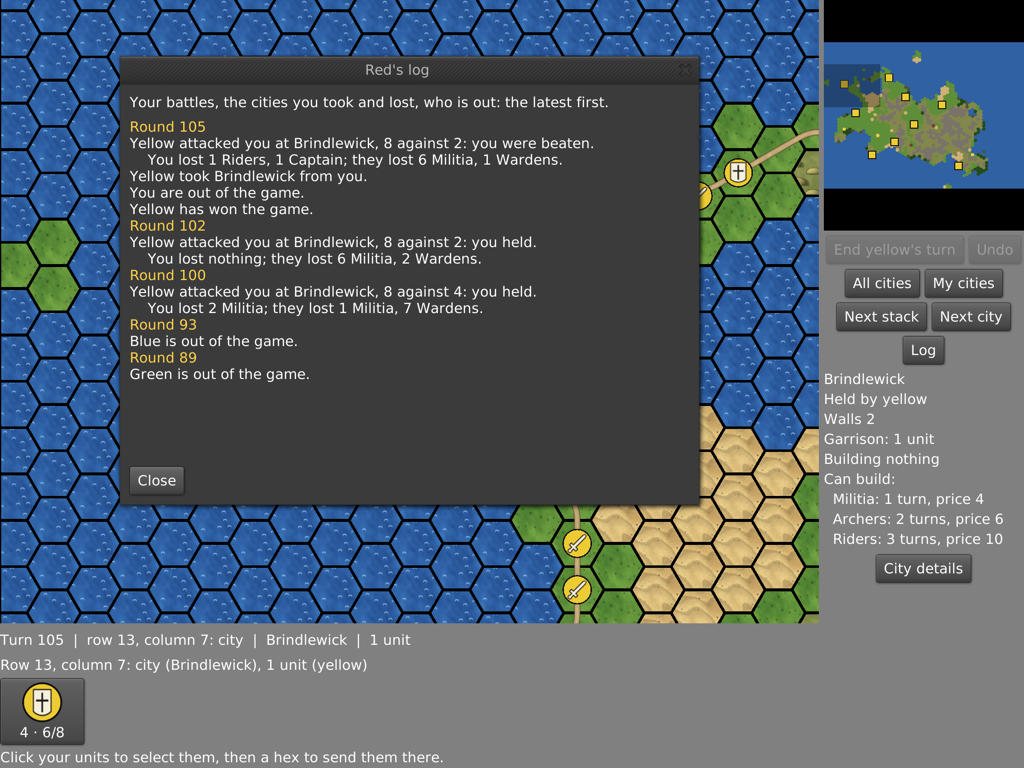 Red's log
Your battles, the cities you took and lost, who is out: the latest first.
Round 105
Yellow attacked you at Brindlewick, 8 against 2: you were beaten.
You lost 1 Riders, 1 Captain; they lost 6 Militia, 1 Wardens.
Yellow took Brindlewick from you.
You are out of the game.
Yellow has won the game.
Round 102
Yellow attacked you at Brindlewick, 8 against 2: you held.
You lost nothing; they lost 6 Militia, 2 Wardens.
Round 100
Yellow attacked you at Brindlewick, 8 against 4: you held.
You lost 2 Militia; they lost 1 Militia, 7 Wardens.
Round 93
Blue is out of the game.
Round 89
Green is out of the game.
Close
End yellow's turn Undo
All cities My cities
Next stack Next city
Log
Brindlewick
Held by yellow
Walls 2
Garrison: 1 unit
Building nothing
Can build:
Militia: 1 turn, price 4
Archers: 2 turns, price 6
Riders: 3 turns, price 10
City details
Turn 105 | row 13, column 7: city | Brindlewick | 1 unit
Row 13, column 7: city (Brindlewick), 1 unit (yellow)
4 · 6/8
Click your units to select them, then a hex to send them there.